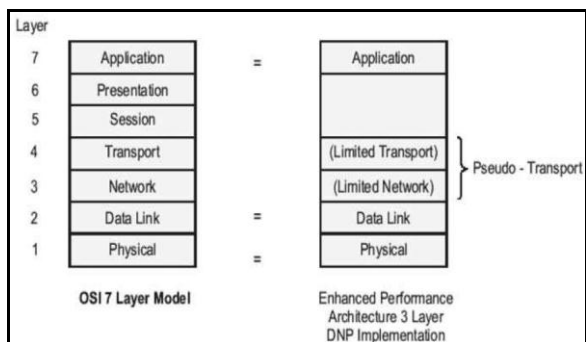 Layer
7 Application = Application
6 Presentation
5 Session
4 Transport (Limited Transport)
Pseudo - Transport
3 Network (Limited Network)
2 Data Link = Data Link
1 Physical = Physical
OSI 7 Layer Model
Enhanced Performance
Architecture 3 Layer
DNP Implementation